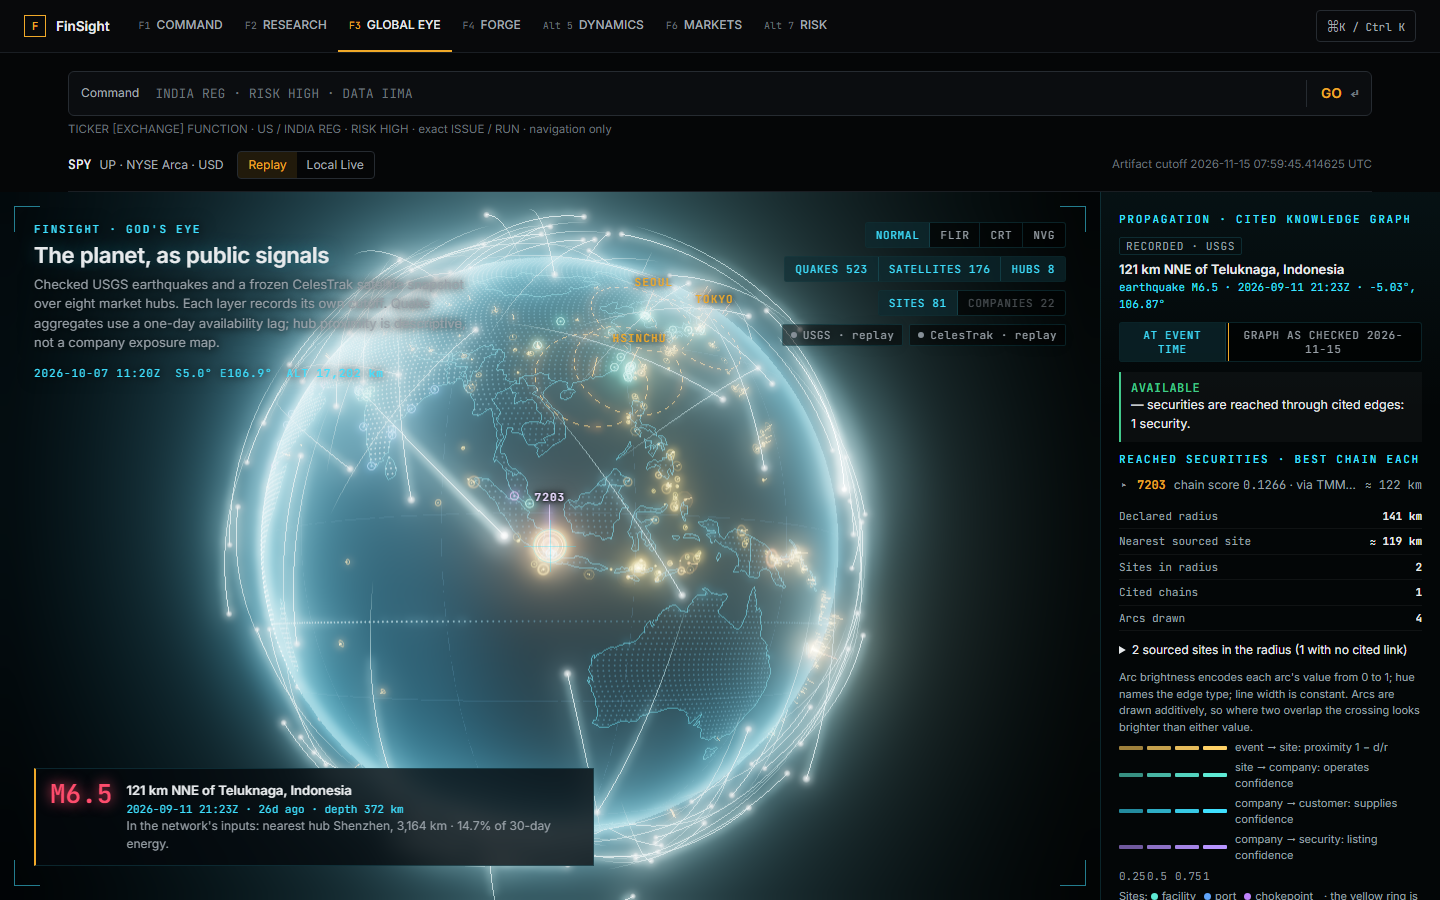 F FinSight F1 COMMAND F2 RESEARCH F3 GLOBAL EYE F4 FORGE Alt 5 DYNAMICS F6 MARKETS Alt 7 RISK ⌘K / Ctrl K
Command INDIA REG · RISK HIGH · DATA IIMA GO ⏎
TICKER [EXCHANGE] FUNCTION · US / INDIA REG · RISK HIGH · exact ISSUE / RUN · navigation only
SPY UP · NYSE Arca · USD Replay Local Live Artifact cutoff 2026-11-15 07:59:45.414625 UTC
FINSIGHT · GOD'S EYE
The planet, as public signals
Checked USGS earthquakes and a frozen CelesTrak
over eight market hubs. Each layer records its own
aggregates use a one-day availability lag; hub proximity is descriptive,
not a company exposure map.
2026-10-07 11:20Z S5.0° E106.9°
NORMAL FLIR CRT NVG
QUAKES 523 SATELLITES 176 HUBS 8
SITES 81 COMPANIES 22
USGS · replay CelesTrak · replay
SEOUL
TOKYO
HSINCHU
7203
M6.5 121 km NNE of Teluknaga, Indonesia
2026-09-11 21:23Z · 26d ago · depth 372 km
In the network's inputs: nearest hub Shenzhen, 3,164 km · 14.7% of 30-day
energy.
PROPAGATION · CITED KNOWLEDGE GRAPH
RECORDED · USGS
121 km NNE of Teluknaga, Indonesia
earthquake M6.5 · 2026-09-11 21:23Z · -5.03°,
106.87°
AT EVENT
TIME
GRAPH AS CHECKED 2026-
11-15
AVAILABLE
— securities are reached through cited edges:
1 security.
REACHED SECURITIES · BEST CHAIN EACH
▸ 7203 chain score 0.1266 · via TMM... ≈ 122 km
Declared radius 141 km
Nearest sourced site ≈ 119 km
Sites in radius 2
Cited chains 1
Arcs drawn 4
▶ 2 sourced sites in the radius (1 with no cited link)
Arc brightness encodes each arc's value from 0 to 1; hue
names the edge type; line width is constant. Arcs are
drawn additively, so where two overlap the crossing looks
brighter than either value.
event → site: proximity 1 − d/r
site → company: operates
confidence
company → customer: supplies
confidence
company → security: listing
confidence
0.25 0.5 0.75 1
Sites: facility port chokepoint · the yellow ring is